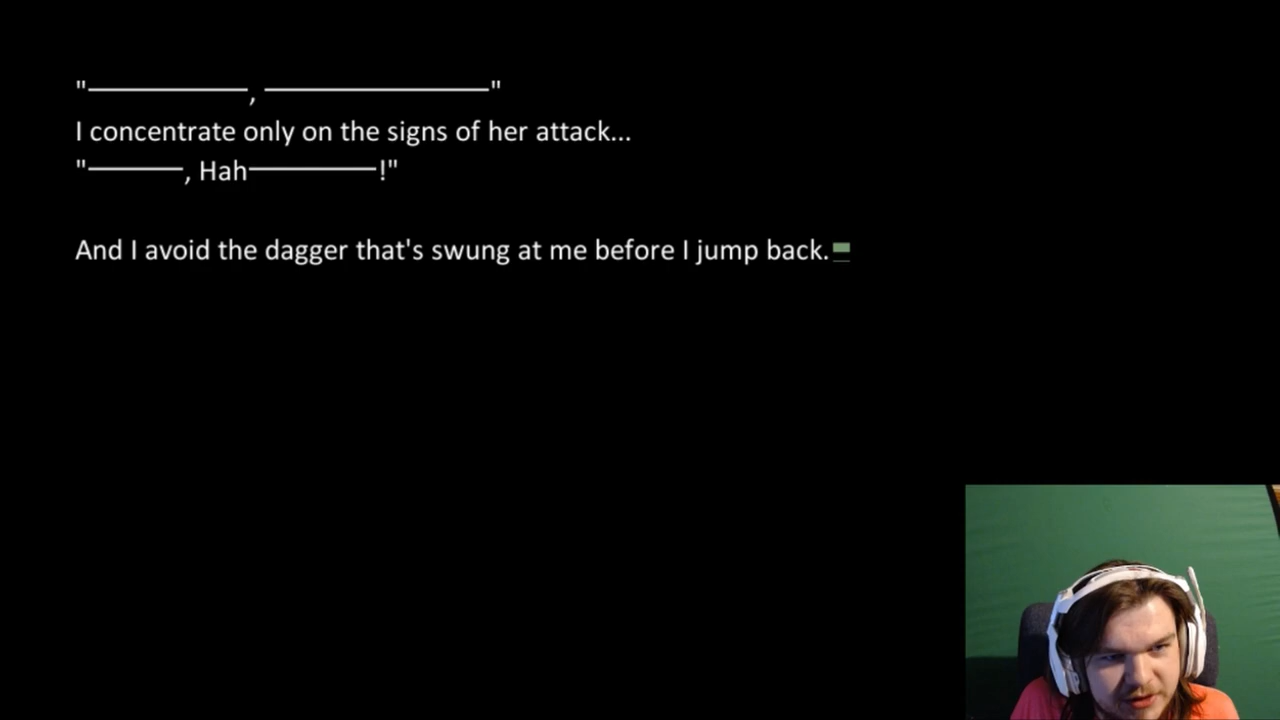 "──────────, ──────────────"
I concentrate only on the signs of her attack...
"──────, Hah────────!"
And I avoid the dagger that's swung at me before I jump back.